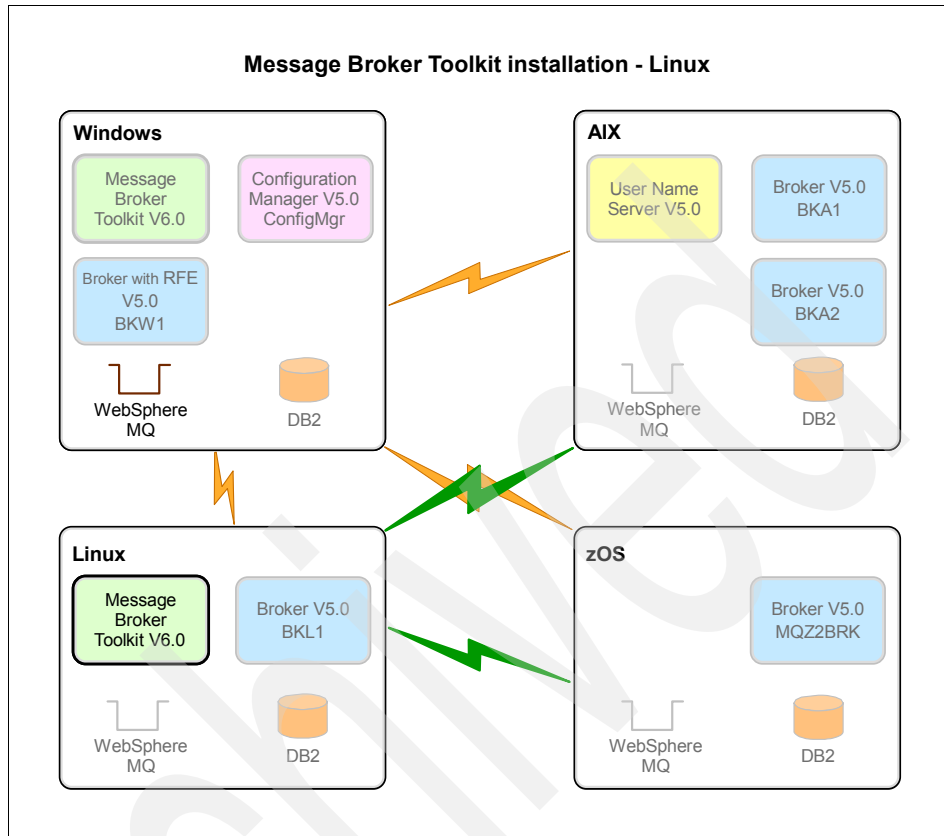 Message Broker Toolkit installation - Linux
Windows
Message
Broker
Toolkit V6.0
Configuration
Manager V5.0
ConfigMgr
Broker with RFE
V5.0
BKW1
WebSphere
MQ
DB2
AIX
User Name
Server V5.0
Broker V5.0
BKA1
Broker V5.0
BKA2
WebSphere
MQ
DB2
Linux
Message
Broker
Toolkit V6.0
Broker V5.0
BKL1
WebSphere
MQ
DB2
zOS
Broker V5.0
MQZ2BRK
WebSphere
MQ
DB2